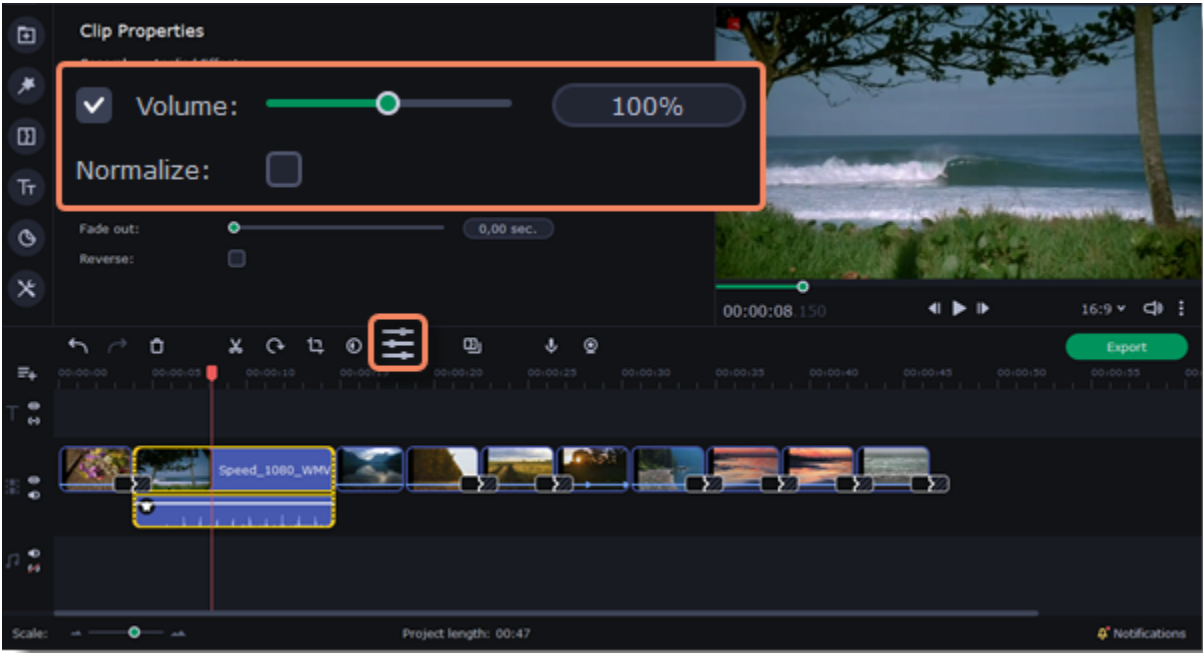 Clip Properties
Volume: 100%
Normalize:
Fade out: 0,00 sec.
Reverse:
00:00:08.150
16:9
Export
00:00:00 00:00:05 00:00:10 00:00:15 00:00:20 00:00:25 00:00:30 00:00:35 00:00:40 00:00:45 00:00:50 00:00:55
Speed_1080_WMV
Scale:
Project length: 00:47
Notifications